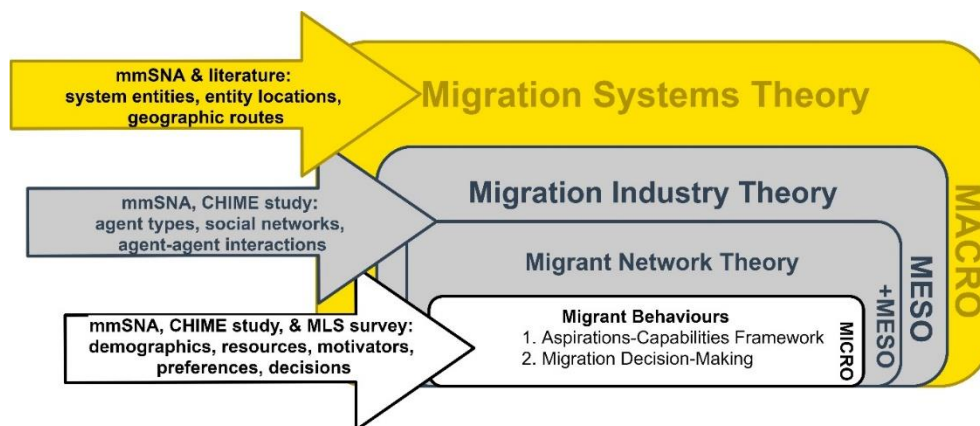 mmSNA & literature:
system entities, entity locations,
geographic routes
Migration Systems Theory
MACRO
mmSNA, CHIME study:
agent types, social networks,
agent-agent interactions
Migration Industry Theory
MESO
Migrant Network Theory
+MESO
mmSNA, CHIME study, & MLS survey:
demographics, resources, motivators,
preferences, decisions
Migrant Behaviours
1. Aspirations-Capabilities Framework
2. Migration Decision-Making
MICRO